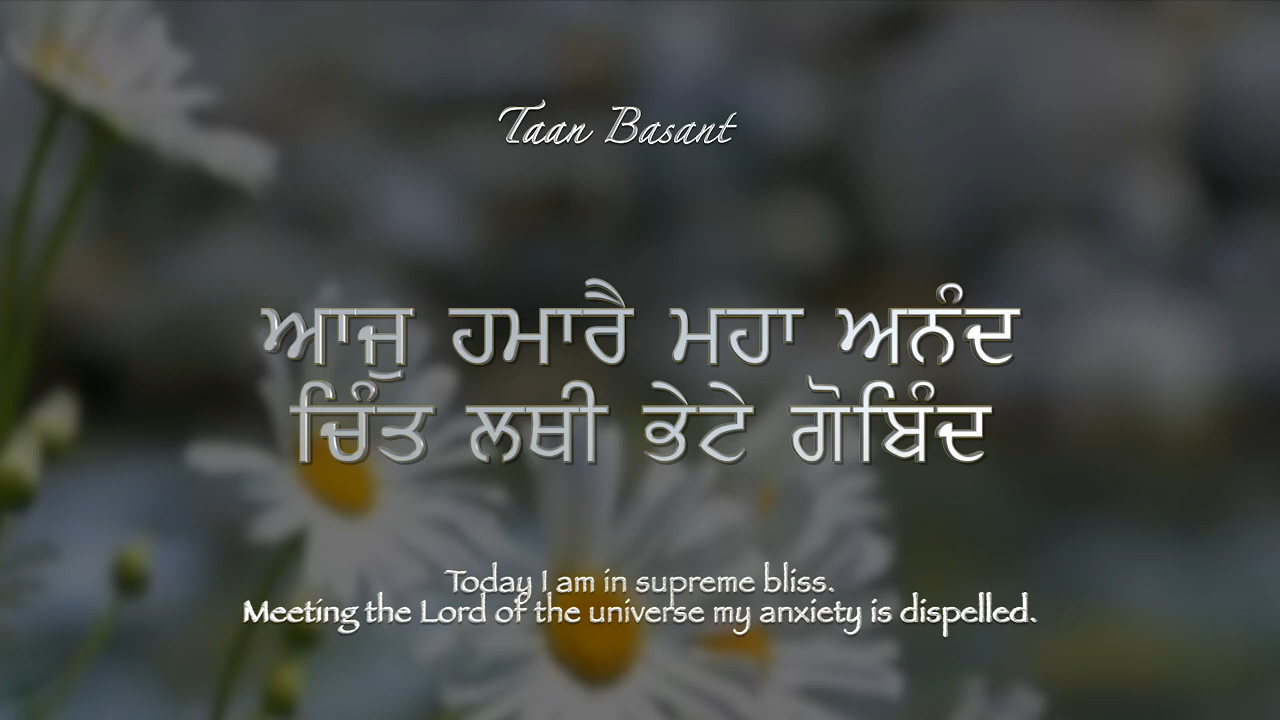 Taan Basant
ਆਜੁ ਹਮਾਰੈ ਮਹਾ ਅਨੰਦ
ਚਿੰਤ ਲਥੀ ਭੇਟੇ ਗੋਬਿੰਦ
Today I am in supreme bliss.
Meeting the Lord of the universe my anxiety is dispelled.